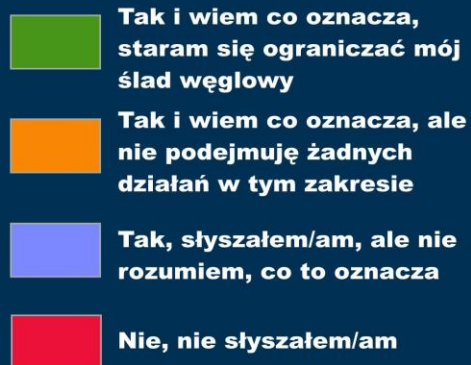 Tak i wiem co oznacza,
staram się ograniczać mój
ślad węglowy
Tak i wiem co oznacza, ale
nie podejmuję żadnych
działań w tym zakresie
Tak, słyszałem/am, ale nie
rozumiem, co to oznacza
Nie, nie słyszałem/am